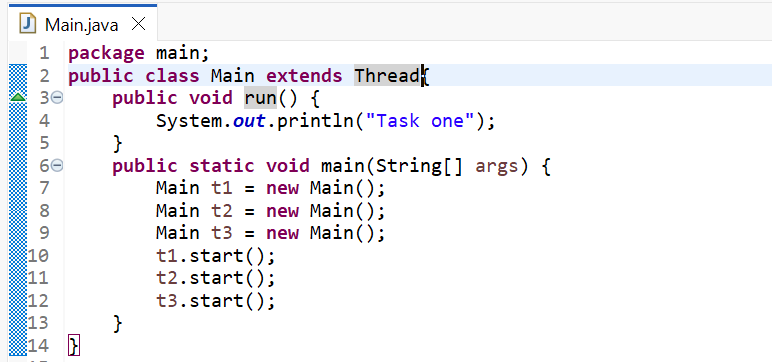 Main.java
1 package main;
2 public class Main extends Thread{
3 public void run() {
4 System.out.println("Task one");
5 }
6 public static void main(String[] args) {
7 Main t1 = new Main();
8 Main t2 = new Main();
9 Main t3 = new Main();
10 t1.start();
11 t2.start();
12 t3.start();
13 }
14 }